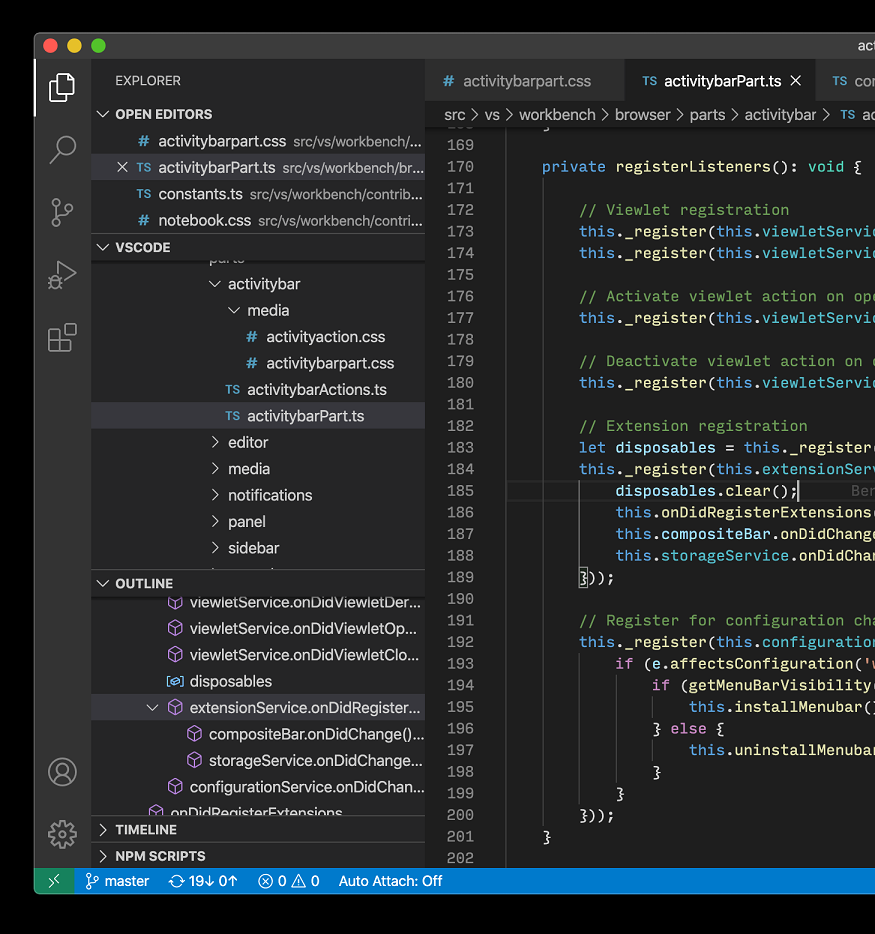 act
EXPLORER
OPEN EDITORS
# activitybarpart.css src/vs/workbench/...
TS activitybarPart.ts src/vs/workbench/br...
TS constants.ts src/vs/workbench/contrib...
# notebook.css src/vs/workbench/contri...
VSCODE
parts
activitybar
media
# activityaction.css
# activitybarpart.css
TS activitybarActions.ts
TS activitybarPart.ts
editor
media
notifications
panel
sidebar
OUTLINE
viewletService.onDidViewletDer...
viewletService.onDidViewletOp...
viewletService.onDidViewletClo...
disposables
extensionService.onDidRegister...
compositeBar.onDidChange()...
storageService.onDidChange...
configurationService.onDidChan...
onDidRegisterExtensions
TIMELINE
NPM SCRIPTS
# activitybarpart.css TS activitybarPart.ts × TS con
src > vs > workbench > browser > parts > activitybar > TS ac
168 }
169
170 private registerListeners(): void {
171
172 // Viewlet registration
173 this._register(this.viewletServic
174 this._register(this.viewletServic
175
176 // Activate viewlet action on ope
177 this._register(this.viewletServic
178
179 // Deactivate viewlet action on c
180 this._register(this.viewletServic
181
182 // Extension registration
183 let disposables = this._register(
184 this._register(this.extensionServ
185 disposables.clear(); Ben
186 this.onDidRegisterExtensions(
187 this.compositeBar.onDidChange
188 this.storageService.onDidChan
189 }));
190
191 // Register for configuration cha
192 this._register(this.configuration
193 if (e.affectsConfiguration('w
194 if (getMenuBarVisibility(
195 this.installMenubar()
196 } else {
197 this.uninstallMenubar
198 }
199 }
200 }));
201 }
202
master 19↓ 0↑ 0 0 Auto Attach: Off